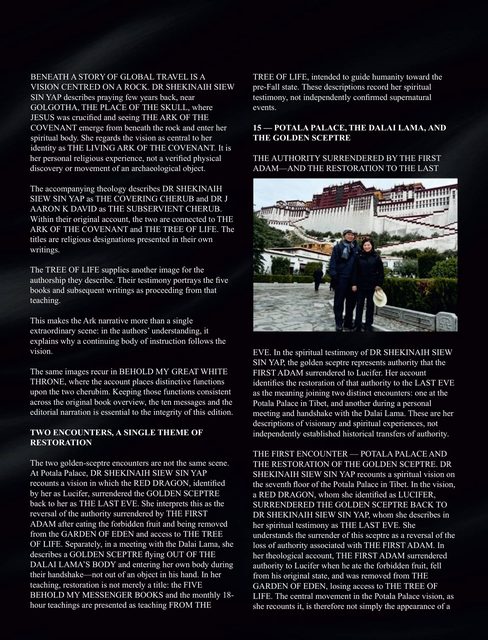 BENEATH A STORY OF GLOBAL TRAVEL IS A
VISION CENTRED ON A ROCK. DR SHEKINAIH SIEW
SIN YAP describes praying few years back, near
GOLGOTHA, THE PLACE OF THE SKULL, where
JESUS was crucified and seeing THE ARK OF THE
COVENANT emerge from beneath the rock and enter her
spiritual body. She regards the vision as central to her
identity as THE LIVING ARK OF THE COVENANT. It is
her personal religious experience, not a verified physical
discovery or movement of an archaeological object.

The accompanying theology describes DR SHEKINAIH
SIEW SIN YAP as THE COVERING CHERUB and DR J
AARON K DAVID as THE SUBSERVIENT CHERUB.
Within their original account, the two are connected to THE
ARK OF THE COVENANT and THE TREE OF LIFE. The
titles are religious designations presented in their own
writings.

The TREE OF LIFE supplies another image for the
authorship they describe. Their testimony portrays the five
books and subsequent writings as proceeding from that
teaching.

This makes the Ark narrative more than a single
extraordinary scene: in the authors' understanding, it
explains why a continuing body of instruction follows the
vision.

The same images recur in BEHOLD MY GREAT WHITE
THRONE, where the account places distinctive functions
upon the two cherubim. Keeping those functions consistent
across the original book overview, the ten messages and the
editorial narration is essential to the integrity of this edition.

TWO ENCOUNTERS, A SINGLE THEME OF
RESTORATION

The two golden-sceptre encounters are not the same scene.
At Potala Palace, DR SHEKINAIH SIEW SIN YAP
recounts a vision in which the RED DRAGON, identified
by her as Lucifer, surrendered the GOLDEN SCEPTRE
back to her as THE LAST EVE. She interprets this as the
reversal of the authority surrendered by THE FIRST
ADAM after eating the forbidden fruit and being removed
from the GARDEN OF EDEN and access to THE TREE
OF LIFE. Separately, in a meeting with the Dalai Lama, she
describes a GOLDEN SCEPTRE flying OUT OF THE
DALAI LAMA'S BODY and entering her own body during
their handshake—not out of an object in his hand. In her
teaching, restoration is not merely a title: the FIVE
BEHOLD MY MESSENGER BOOKS and the monthly 18-
hour teachings are presented as teaching FROM THE
TREE OF LIFE, intended to guide humanity toward the
pre-Fall state. These descriptions record her spiritual
testimony, not independently confirmed supernatural
events.

15 — POTALA PALACE, THE DALAI LAMA, AND
THE GOLDEN SCEPTRE

THE AUTHORITY SURRENDERED BY THE FIRST
ADAM—AND THE RESTORATION TO THE LAST

EVE. In the spiritual testimony of DR SHEKINAIH SIEW
SIN YAP, the golden sceptre represents authority that the
FIRST ADAM surrendered to Lucifer. Her account
identifies the restoration of that authority to the LAST EVE
as the meaning joining two distinct encounters: one at the
Potala Palace in Tibet, and another during a personal
meeting and handshake with the Dalai Lama. These are her
descriptions of visionary and spiritual experiences, not
independently established historical transfers of authority.

THE FIRST ENCOUNTER — POTALA PALACE AND
THE RESTORATION OF THE GOLDEN SCEPTRE. DR
SHEKINAIH SIEW SIN YAP recounts a spiritual vision on
the seventh floor of the Potala Palace in Tibet. In the vision,
a RED DRAGON, whom she identified as LUCIFER,
SURRENDERED THE GOLDEN SCEPTRE BACK TO
DR SHEKINAIH SIEW SIN YAP, whom she describes in
her spiritual testimony as THE LAST EVE. She
understands the surrender of this sceptre as a reversal of the
loss of authority associated with THE FIRST ADAM. In
her theological account, THE FIRST ADAM surrendered
authority to Lucifer when he ate the forbidden fruit, fell
from his original state, and was removed from THE
GARDEN OF EDEN, losing access to THE TREE OF
LIFE. The central movement in the Potala Palace vision, as
she recounts it, is therefore not simply the appearance of a